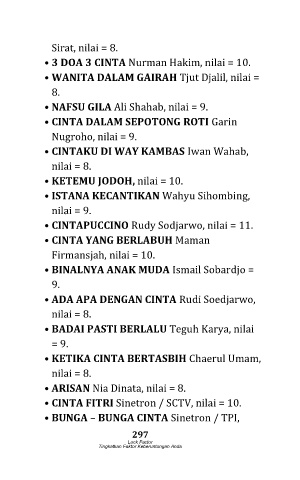 Sirat, nilai = 8.
• 3 DOA 3 CINTA Nurman Hakim, nilai = 10.
• WANITA DALAM GAIRAH Tjut Djalil, nilai =
8.
• NAFSU GILA Ali Shahab, nilai = 9.
• CINTA DALAM SEPOTONG ROTI Garin
Nugroho, nilai = 9.
• CINTAKU DI WAY KAMBAS Iwan Wahab,
nilai = 8.
• KETEMU JODOH, nilai = 10.
• ISTANA KECANTIKAN Wahyu Sihombing,
nilai = 9.
• CINTAPUCCINO Rudy Sodjarwo, nilai = 11.
• CINTA YANG BERLABUH Maman
Firmansjah, nilai = 10.
• BINALNYA ANAK MUDA Ismail Sobardjo =
9.
• ADA APA DENGAN CINTA Rudi Soedjarwo,
nilai = 8.
• BADAI PASTI BERLALU Teguh Karya, nilai
= 9.
• KETIKA CINTA BERTASBIH Chaerul Umam,
nilai = 8.
• ARISAN Nia Dinata, nilai = 8.
• CINTA FITRI Sinetron / SCTV, nilai = 10.
• BUNGA – BUNGA CINTA Sinetron / TPI,
297
Luck Factor
Tingkatkan Faktor Keberuntungan Anda